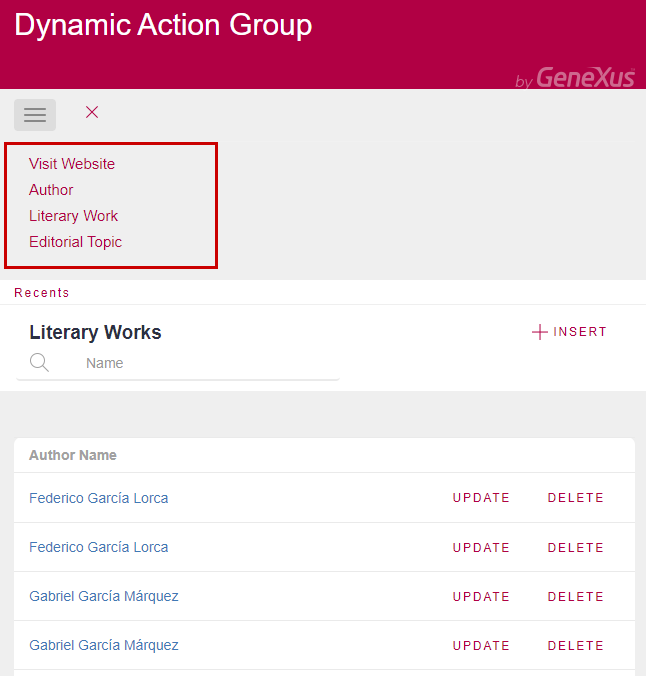 Dynamic Action Group
by GeneXus™
Visit Website
Author
Literary Work
Editorial Topic
Recents
Literary Works
INSERT
Name
Author Name
Federico García Lorca UPDATE DELETE
Federico García Lorca UPDATE DELETE
Gabriel García Márquez UPDATE DELETE
Gabriel García Márquez UPDATE DELETE